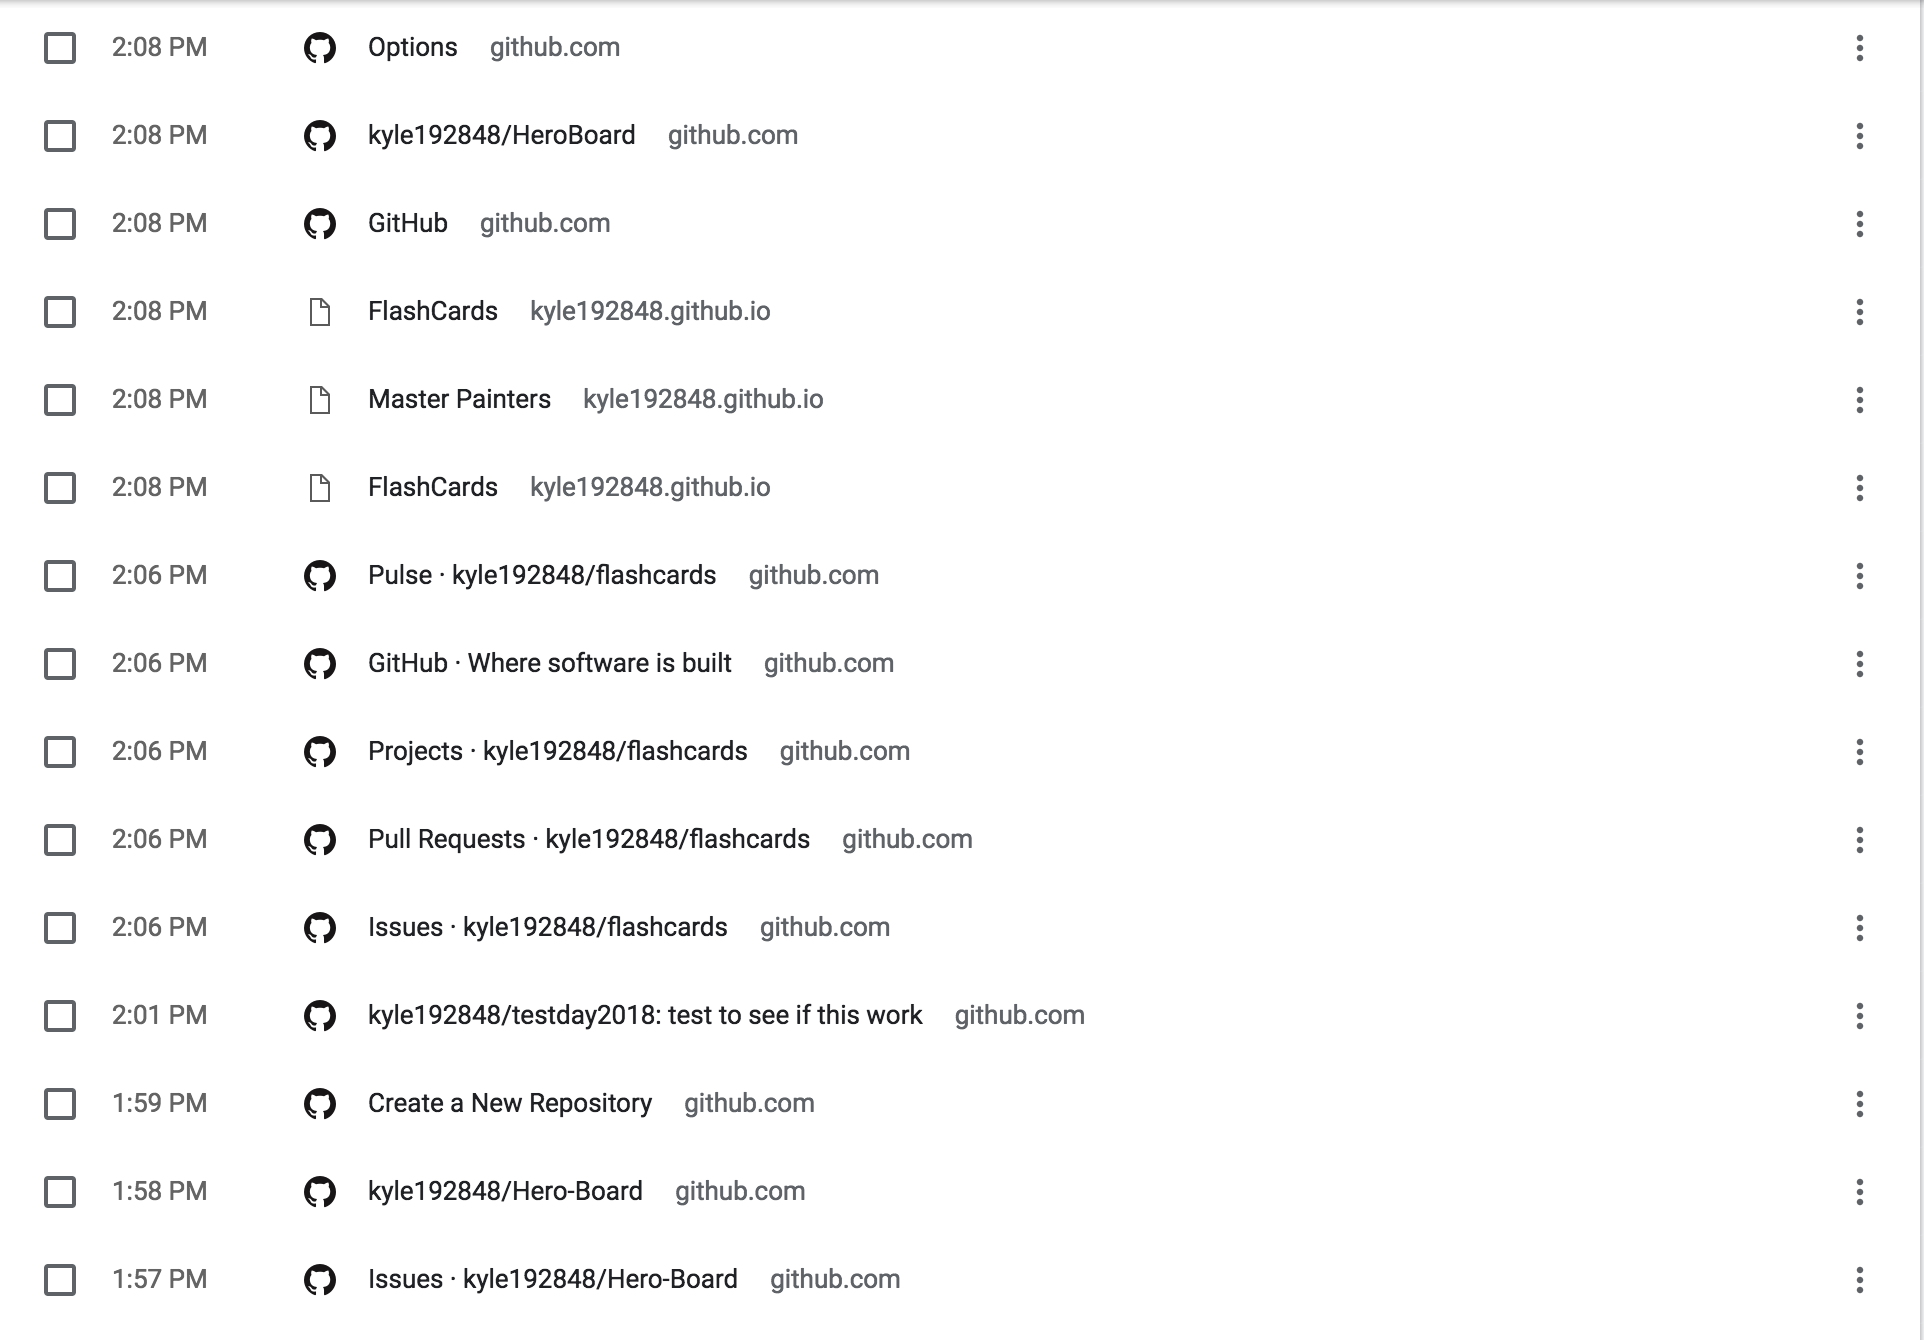 2:08 PM Options github.com
2:08 PM kyle192848/HeroBoard github.com
2:08 PM GitHub github.com
2:08 PM FlashCards kyle192848.github.io
2:08 PM Master Painters kyle192848.github.io
2:08 PM FlashCards kyle192848.github.io
2:06 PM Pulse · kyle192848/flashcards github.com
2:06 PM GitHub · Where software is built github.com
2:06 PM Projects · kyle192848/flashcards github.com
2:06 PM Pull Requests · kyle192848/flashcards github.com
2:06 PM Issues · kyle192848/flashcards github.com
2:01 PM kyle192848/testday2018: test to see if this work github.com
1:59 PM Create a New Repository github.com
1:58 PM kyle192848/Hero-Board github.com
1:57 PM Issues · kyle192848/Hero-Board github.com